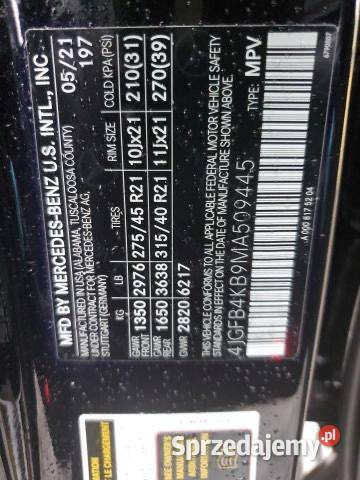 MFD BY MERCEDES-BENZ U.S. INTL., INC.
MANUFACTURED IN USA (ALABAMA, TUSCALOOSA COUNTY)
UNDER CONTRACT FOR MERCEDES-BENZ AG,
STUTTGART (GERMANY)
05/21
197
KG LB TIRES RIM SIZE COLD KPA(PSI)
GAWR FRONT 1350 2976 275/45 R21 10Jx21 210(31)
GAWR REAR 1650 3638 315/40 R21 11Jx21 270(39)
GVWR 2820 6217
THIS VEHICLE CONFORMS TO ALL APPLICABLE FEDERAL MOTOR VEHICLE SAFETY
STANDARDS IN EFFECT ON THE DATE OF MANUFACTURE SHOWN ABOVE.
4JGFB4KB9MA509445
TYPE: MPV
A 000 817 52 04
LE CHARGEMENT
OWNER'S
Sprzedajemy.pl